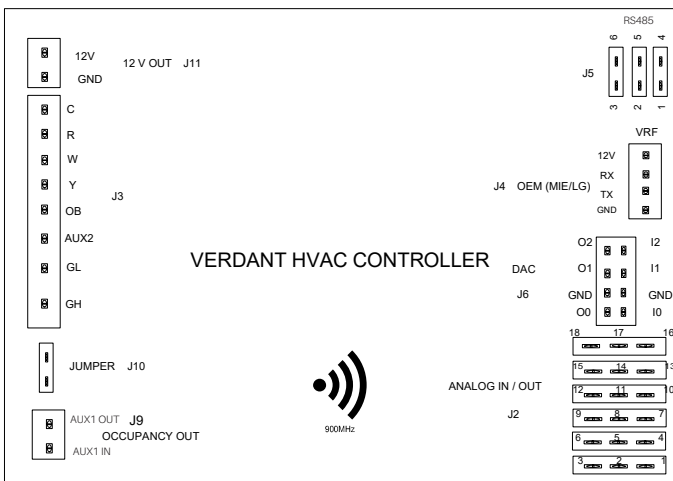 RS485
6 5 4
J5
3 2 1
12V
12 V OUT J11
GND
C
R
W
Y
J3
OB
AUX2
GL
GH
VRF
12V
RX
J4 OEM (MIE/LG)
TX
GND
VERDANT HVAC CONTROLLER
O2 I2
DAC O1 I1
J6 GND GND
O0 I0
18 17 16
15 14 13
12 11 10
9 8 7
6 5 4
3 2 1
ANALOG IN / OUT
J2
JUMPER J10
900MHz
AUX1 OUT J9
OCCUPANCY OUT
AUX1 IN